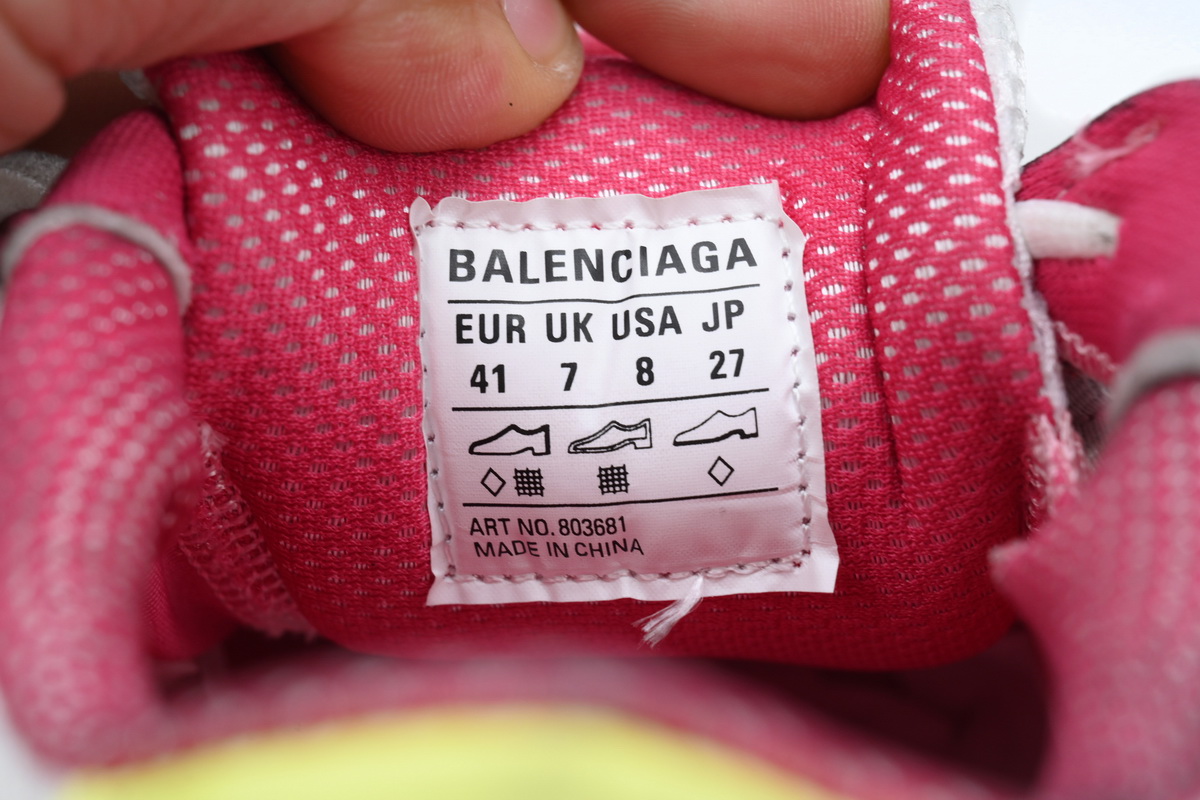 BALENCIAGA
EUR UK USA JP
41 7 8 27
ART NO. 803681
MADE IN CHINA